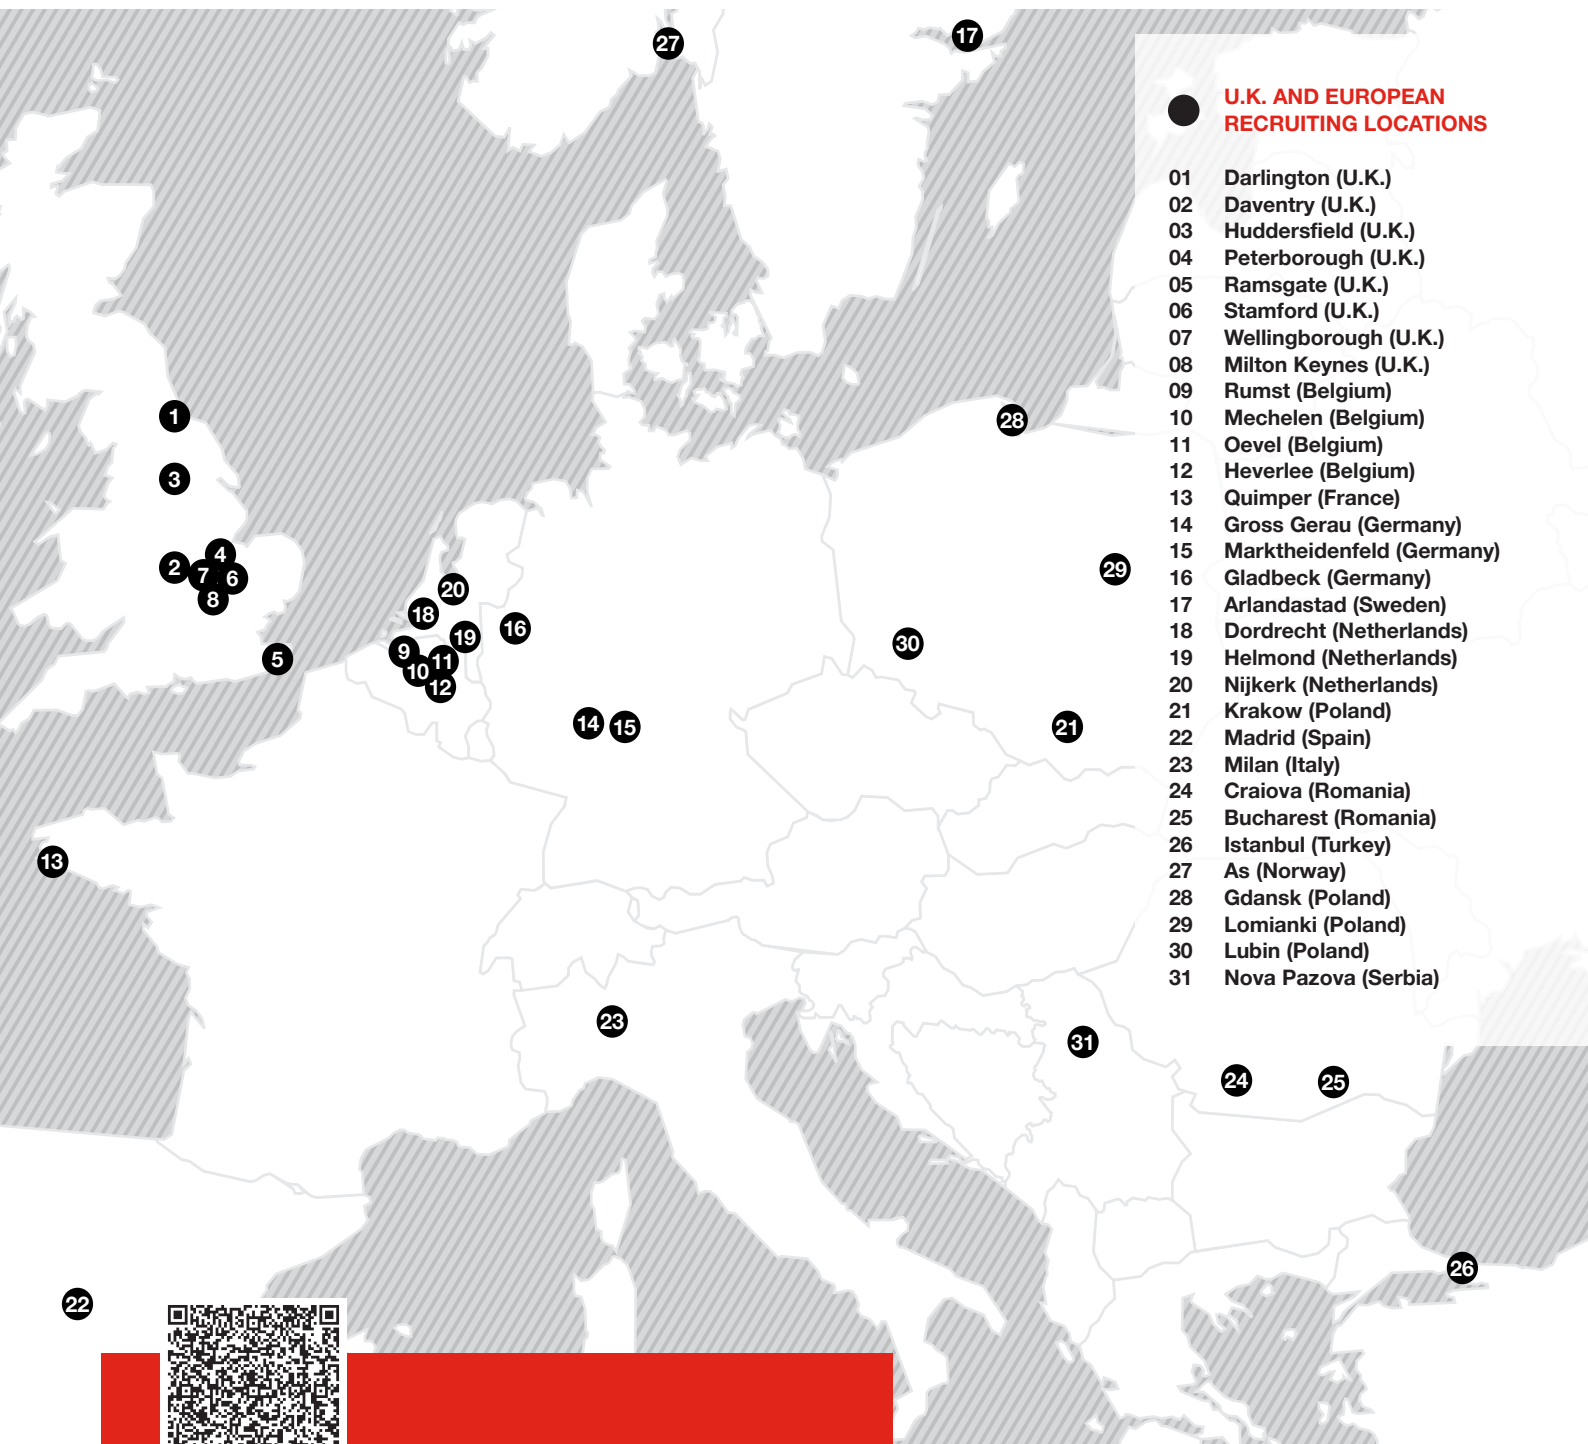 27
17
U.K. AND EUROPEAN
RECRUITING LOCATIONS
01 Darlington (U.K.)
02 Daventry (U.K.)
03 Huddersfield (U.K.)
04 Peterborough (U.K.)
05 Ramsgate (U.K.)
06 Stamford (U.K.)
07 Wellingborough (U.K.)
08 Milton Keynes (U.K.)
09 Rumst (Belgium)
10 Mechelen (Belgium)
11 Oevel (Belgium)
12 Heverlee (Belgium)
13 Quimper (France)
14 Gross Gerau (Germany)
15 Marktheidenfeld (Germany)
16 Gladbeck (Germany)
17 Arlandastad (Sweden)
18 Dordrecht (Netherlands)
19 Helmond (Netherlands)
20 Nijkerk (Netherlands)
21 Krakow (Poland)
22 Madrid (Spain)
23 Milan (Italy)
24 Craiova (Romania)
25 Bucharest (Romania)
26 Istanbul (Turkey)
27 As (Norway)
28 Gdansk (Poland)
29 Lomianki (Poland)
30 Lubin (Poland)
31 Nova Pazova (Serbia)
1
28
3
4
2
7
6
29
20
8
18
16
19
30
9
5
11
10
12
14
15
21
13
23
31
24
25
26
22